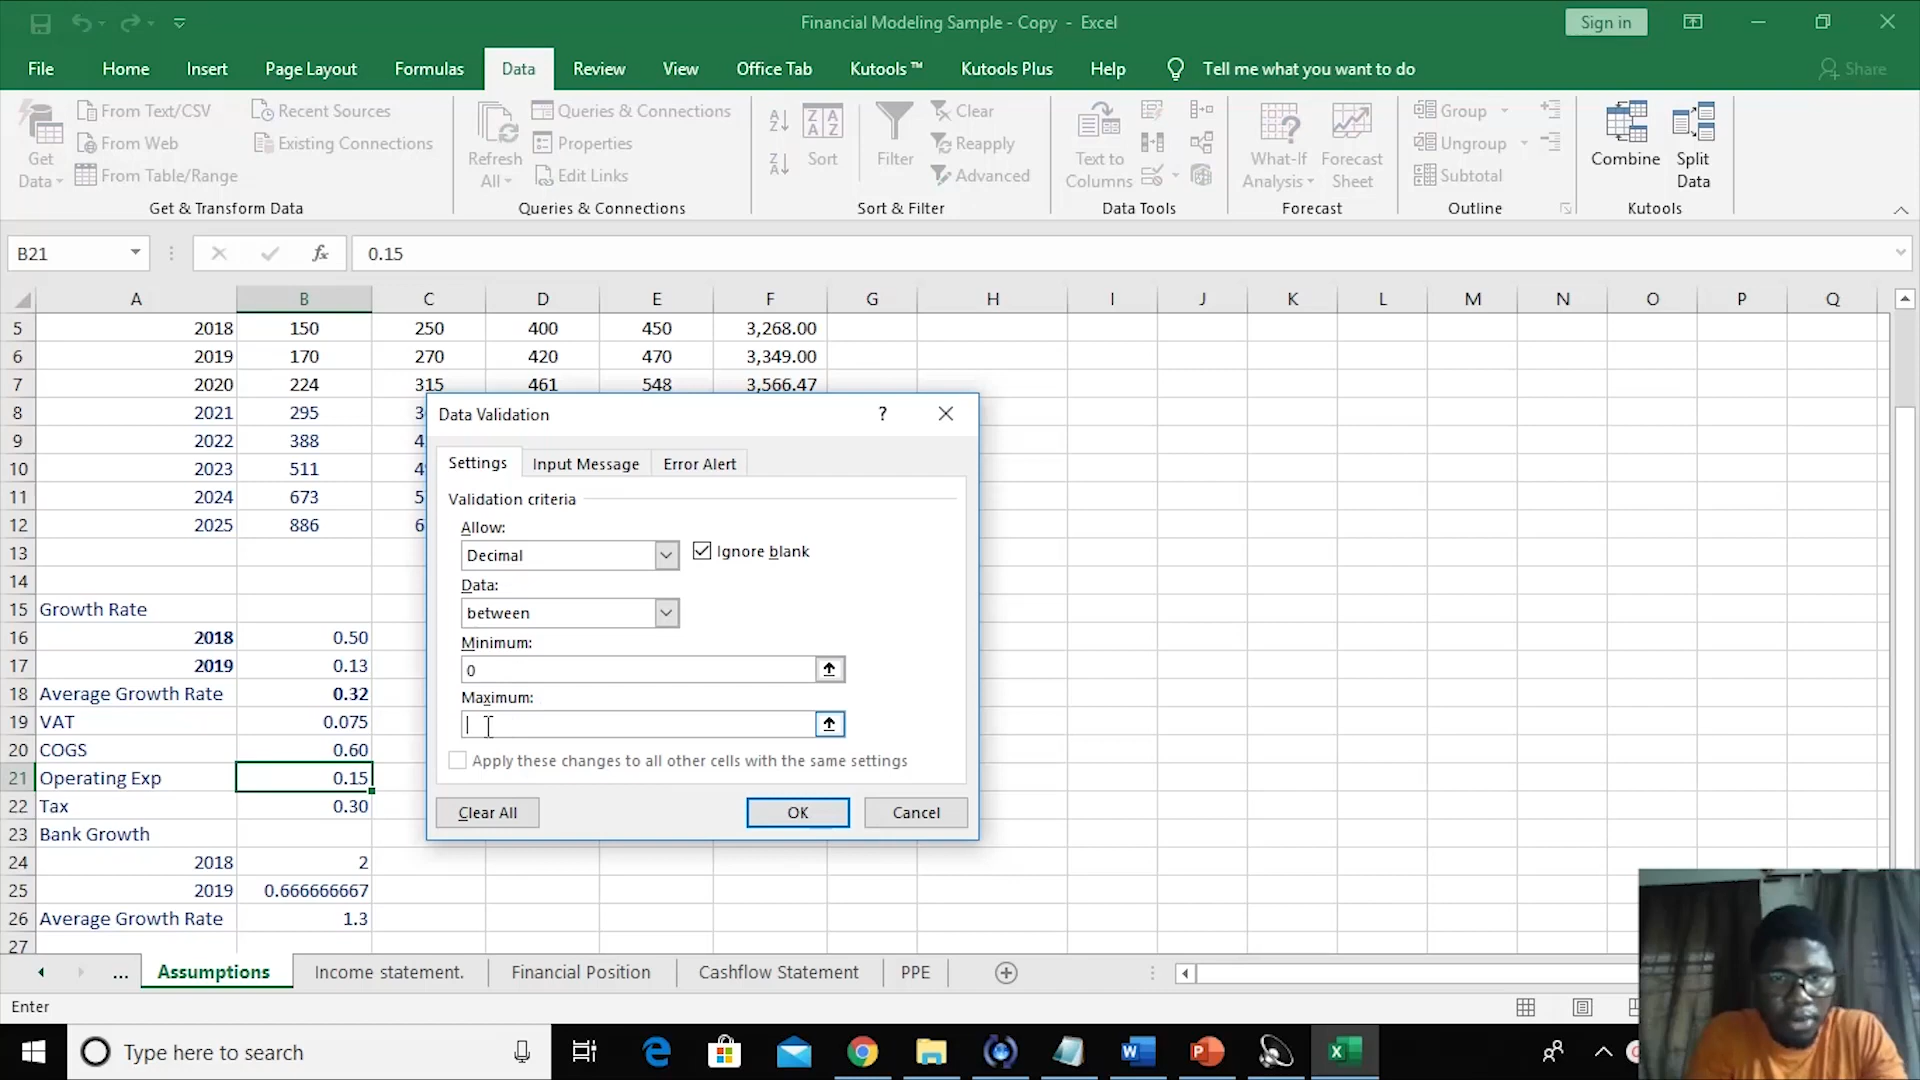 Financial Modeling Sample - Copy - Excel
Sign in
File Home Insert Page Layout Formulas Data Review View Office Tab Kutools ™ Kutools Plus Help Tell me what you want to do Share
Get Data
From Text/CSV
From Web
From Table/Range
Recent Sources
Existing Connections
Get & Transform Data
Refresh All
Queries & Connections
Properties
Edit Links
Queries & Connections
Sort
Filter
Clear
Reapply
Advanced
Sort & Filter
Text to Columns
Data Tools
What-If Analysis
Forecast Sheet
Forecast
Group
Ungroup
Subtotal
Outline
Combine
Split Data
Kutools
B21 fx 0.15
A B C D E F G H I J K L M N O P Q
5 2018 150 250 400 450 3,268.00
6 2019 170 270 420 470 3,349.00
7 2020 224 315 461 548 3,566.47
8 2021 295
9 2022 388
10 2023 511
11 2024 673
12 2025 886
13
14
15 Growth Rate
16 2018 0.50
17 2019 0.13
18 Average Growth Rate 0.32
19 VAT 0.075
20 COGS 0.60
21 Operating Exp 0.15
22 Tax 0.30
23 Bank Growth
24 2018 2
25 2019 0.666666667
26 Average Growth Rate 1.3
27
Data Validation ?
Settings Input Message Error Alert
Validation criteria
Allow:
Decimal Ignore blank
Data:
between
Minimum:
0
Maximum:
Apply these changes to all other cells with the same settings
Clear All OK Cancel
... Assumptions Income statement. Financial Position Cashflow Statement PPE
Enter
Type here to search